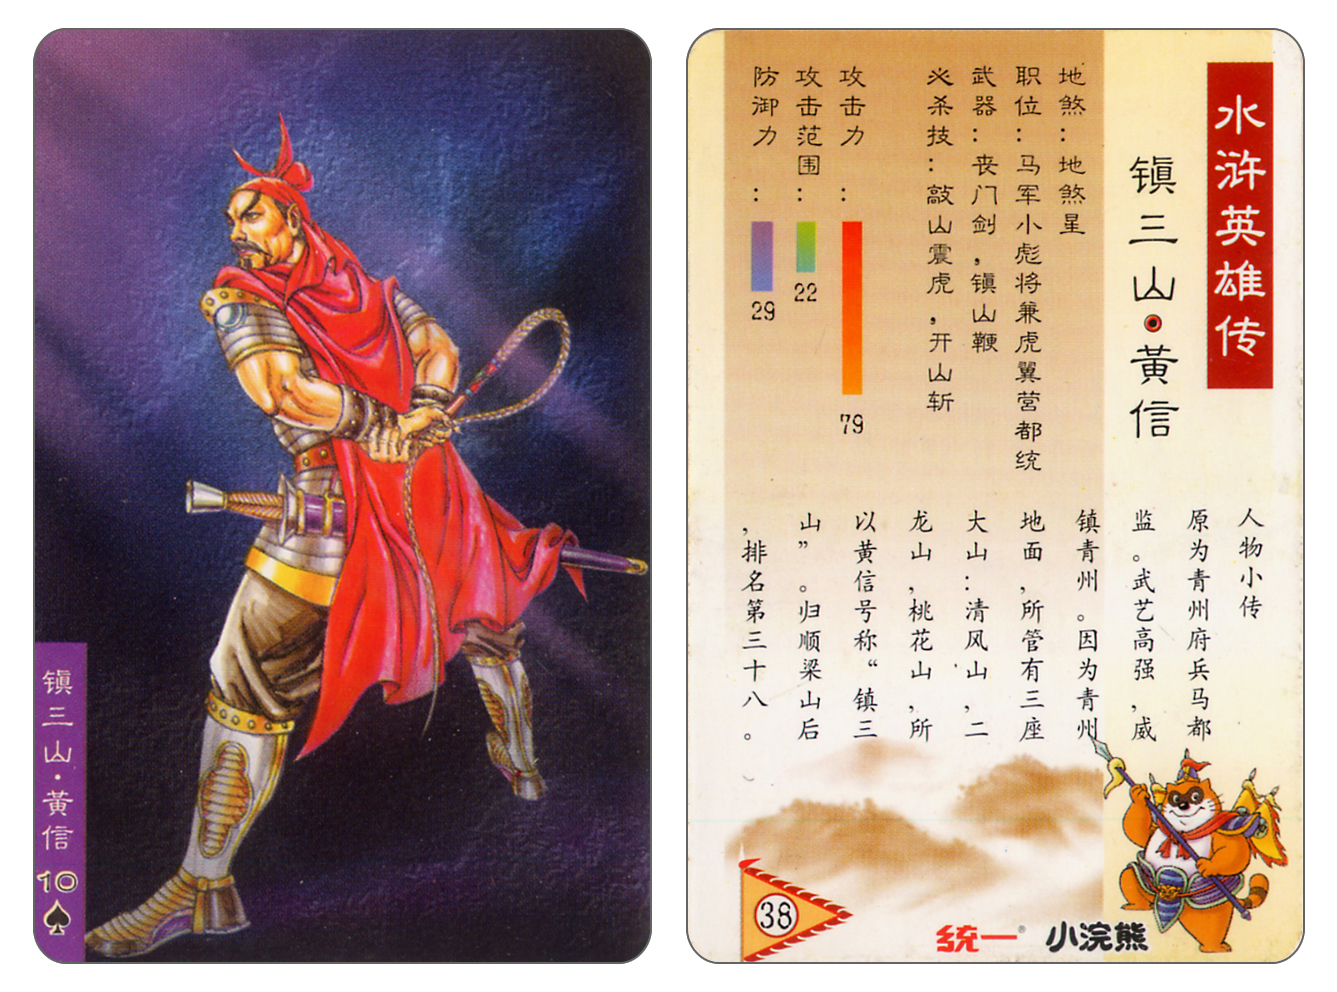 镇三山·黄信
10
水浒英雄传
镇三山·黄信
地煞：地煞星
职位：马军小彪将兼虎翼营都统
武器：丧门剑，镇山鞭
必杀技：敲山震虎，开山斩
攻击力：
79
攻击范围：
22
防御力：
29
人物小传
原为青州府兵马都
监。武艺高强，威
镇青州。因为青州
地面，所管有三座
大山：清风山，二
龙山，桃花山，所
以黄信号称“镇三
山”。归顺梁山后
，排名第三十八。
38
统一®
小浣熊